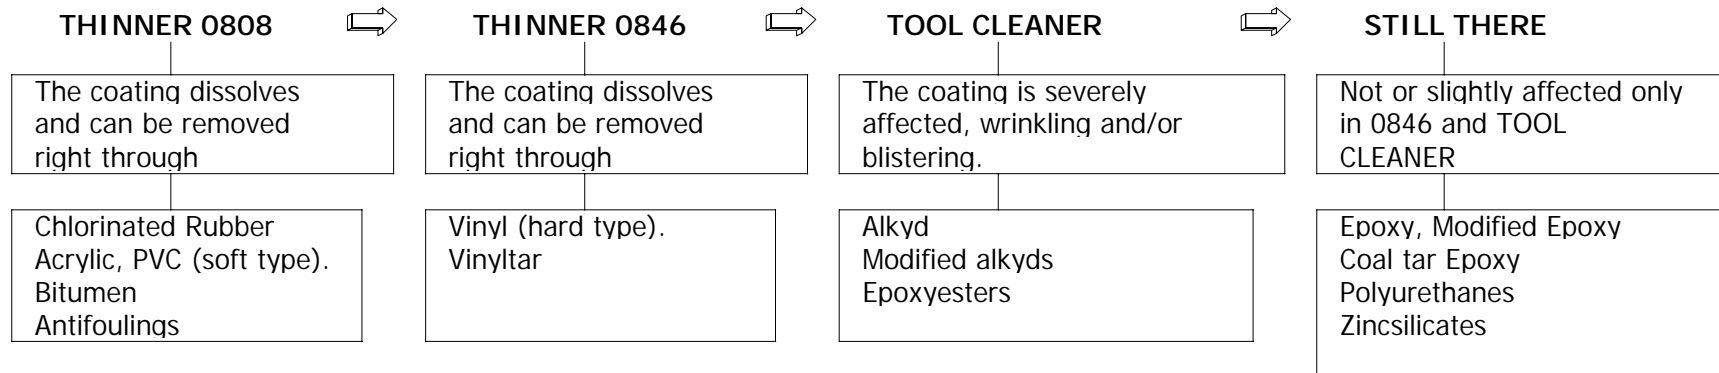 THINNER 0808
The coating dissolves
and can be removed
right through
Chlorinated Rubber
Acrylic, PVC (soft type).
Bitumen
Antifoulings
THINNER 0846
The coating dissolves
and can be removed
right through
Vinyl (hard type).
Vinyltar
TOOL CLEANER
The coating is severely
affected, wrinkling and/or
blistering.
Alkyd
Modified alkyds
Epoxyesters
STILL THERE
Not or slightly affected only
in 0846 and TOOL
CLEANER
Epoxy, Modified Epoxy
Coal tar Epoxy
Polyurethanes
Zincsilicates